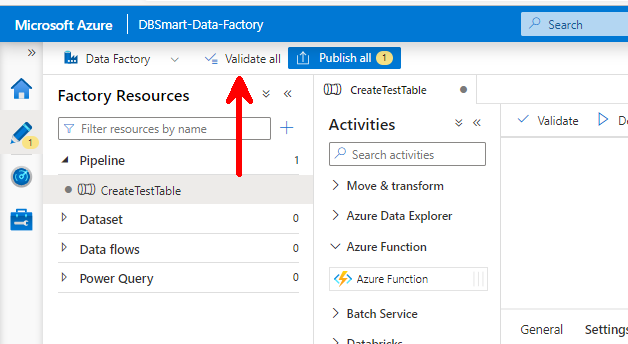 Microsoft Azure DBSmart-Data-Factory Search
Data Factory Validate all Publish all 1
Factory Resources
Filter resources by name
Pipeline 1
CreateTestTable
Dataset 0
Data flows 0
Power Query 0
1
CreateTestTable
Activities
Search activities
Move & transform
Azure Data Explorer
Azure Function
Azure Function
Batch Service
Databricks
Validate De
General Settings